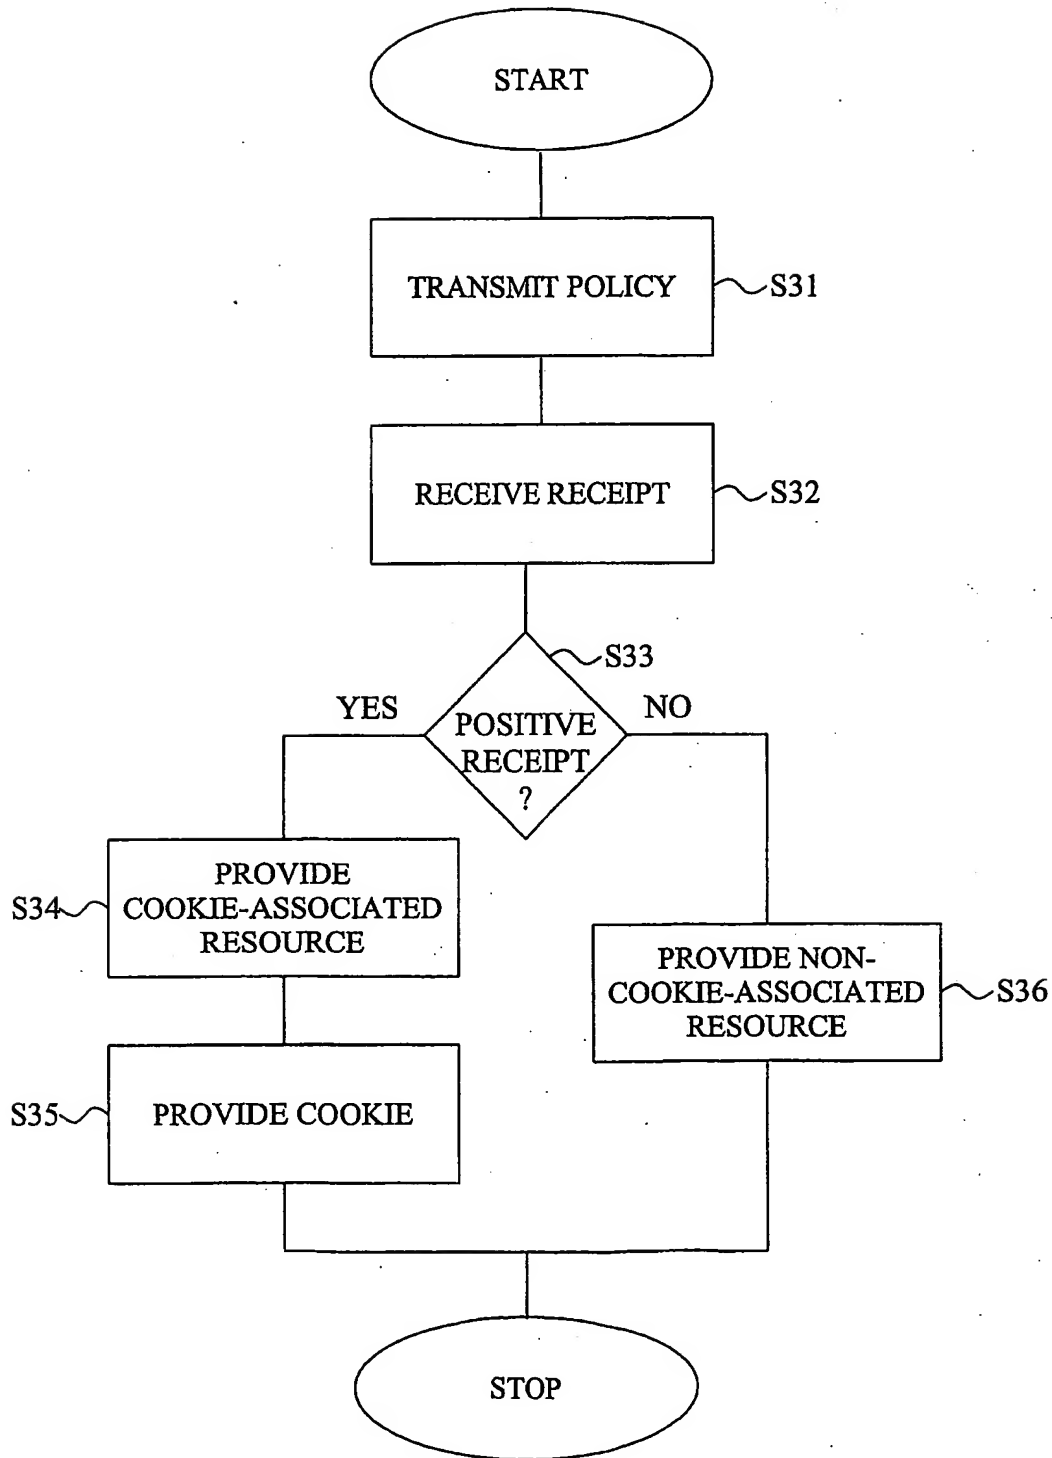 START
TRANSMIT POLICY
S31
RECEIVE RECEIPT
S32
S33
YES
NO
POSITIVE
RECEIPT
?
PROVIDE
COOKIE-ASSOCIATED
RESOURCE
S34
PROVIDE NON-
COOKIE-ASSOCIATED
RESOURCE
S36
S35
PROVIDE COOKIE
STOP